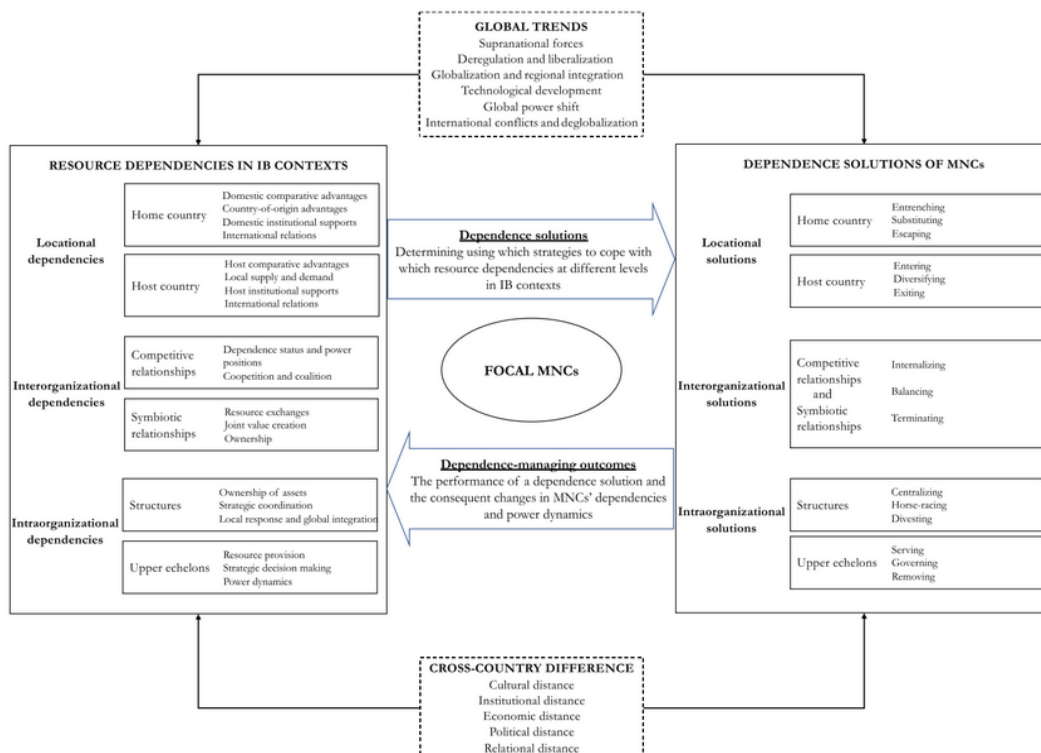 GLOBAL TRENDS
Supranational forces
Deregulation and liberalization
Globalization and regional integration
Technological development
Global power shift
International conflicts and deglobalization
RESOURCE DEPENDENCIES IN IB CONTEXTS
Locational
dependencies
Home country
Domestic comparative advantages
Country-of-origin advantages
Domestic institutional supports
International relations
Host country
Host comparative advantages
Local supply and demand
Host institutional supports
International relations
Interorganizational
dependencies
Competitive
relationships
Dependence status and power
positions
Coopetition and coalition
Symbiotic
relationships
Resource exchanges
Joint value creation
Ownership
Intraorganizational
dependencies
Structures
Ownership of assets
Strategic coordination
Local response and global integration
Upper echelons
Resource provision
Strategic decision making
Power dynamics
Dependence solutions
Determining using which strategies to cope with
which resource dependencies at different levels
in IB contexts
FOCAL MNCs
Dependence-managing outcomes
The performance of a dependence solution and
the consequent changes in MNCs' dependencies
and power dynamics
DEPENDENCE SOLUTIONS OF MNCs
Locational
solutions
Home country
Entrenching
Substituting
Escaping
Host country
Entering
Diversifying
Exiting
Interorganizational
solutions
Competitive
relationships
and
Symbiotic
relationships
Internalizing
Balancing
Terminating
Intraorganizational
solutions
Structures
Centralizing
Horse-racing
Divesting
Upper echelons
Serving
Governing
Removing
CROSS-COUNTRY DIFFERENCE
Cultural distance
Institutional distance
Economic distance
Political distance
Relational distance